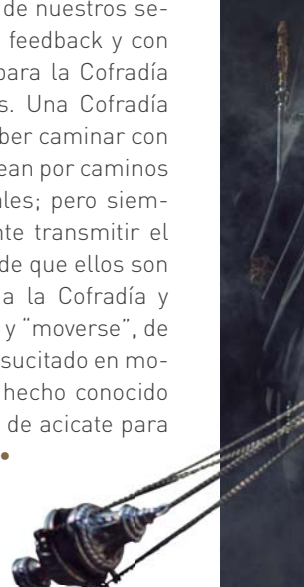 de nuestros se-
feedback y con
para la Cofradía
s. Una Cofradía
ber caminar con
ean por caminos
ales; pero siem-
nte transmitir el
de que ellos son
a la Cofradía y
y “moverse”, de
sucitado en mo-
hecho conocido
de acicate para